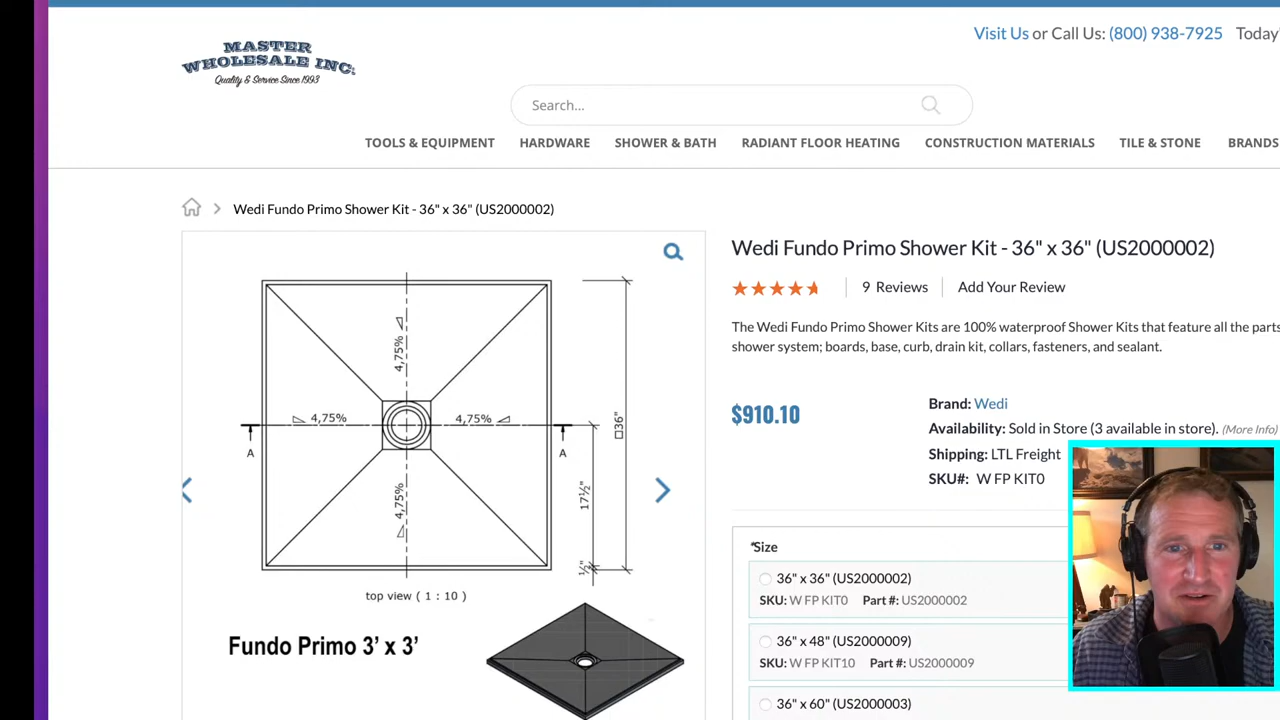 MASTER
WHOLESALE INC.
Quality & Service Since 1993
Visit Us or Call Us: (800) 938-7925 Today'
Search...
TOOLS & EQUIPMENT HARDWARE SHOWER & BATH RADIANT FLOOR HEATING CONSTRUCTION MATERIALS TILE & STONE BRANDS
Wedi Fundo Primo Shower Kit - 36" x 36" (US2000002)
Wedi Fundo Primo Shower Kit - 36" x 36" (US2000002)
9 Reviews Add Your Review
The Wedi Fundo Primo Shower Kits are 100% waterproof Shower Kits that feature all the parts
shower system; boards, base, curb, drain kit, collars, fasteners, and sealant.
$910.10
Brand: Wedi
Availability: Sold in Store (3 available in store). (More Info)
Shipping: LTL Freight
SKU#: W FP KIT0
4,75%
4,75% 4,75%
4,75%
A A
□36"
17½"
½"
top view ( 1 : 10 )
Fundo Primo 3' x 3'
*Size
36" x 36" (US2000002)
SKU: W FP KIT0 Part #: US2000002
36" x 48" (US2000009)
SKU: W FP KIT10 Part #: US2000009
36" x 60" (US2000003)